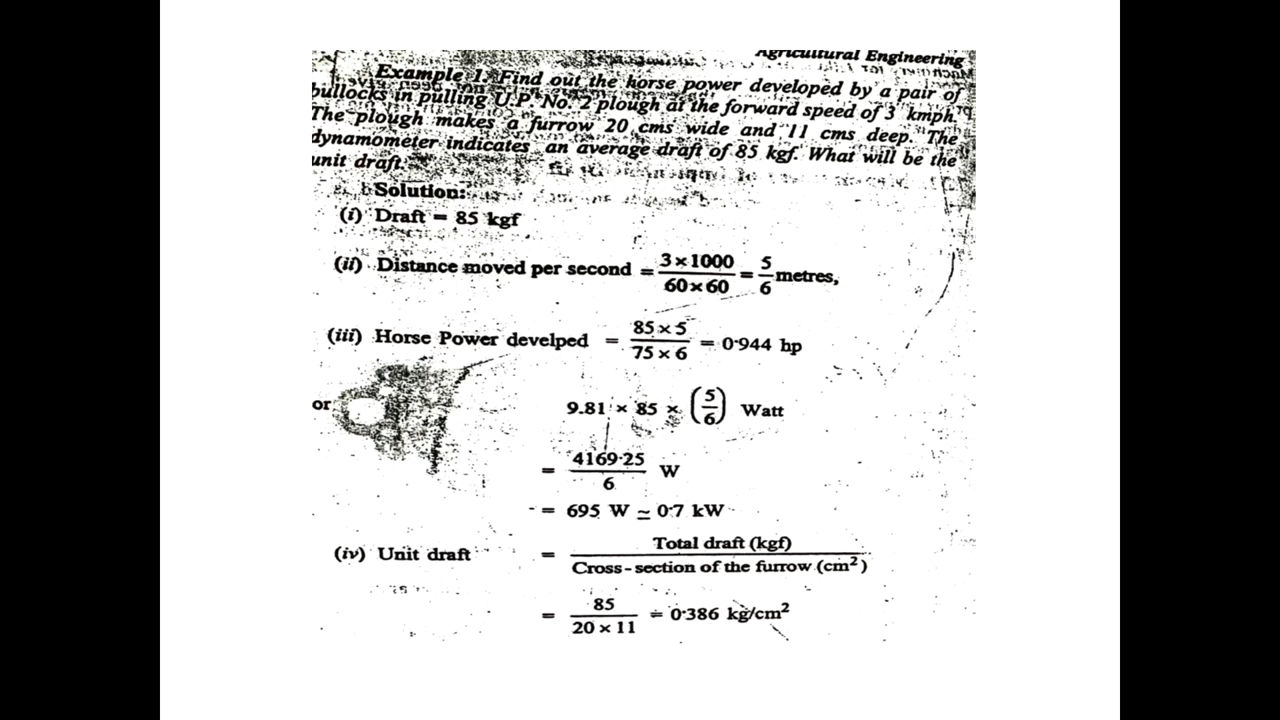 Agricultural Engineering
Example 1. Find out the horse power developed by a pair of
bullocks in pulling U.P. No. 2 plough at the forward speed of 3 kmph.
The plough makes a furrow 20 cms wide and 11 cms deep. The
dynamometer indicates an average draft of 85 kgf. What will be the
unit draft.
Solution:
(i) Draft = 85 kgf
(ii) Distance moved per second = 3 × 1000 / 60 × 60 = 5 / 6 metres,
(iii) Horse Power develped = 85 × 5 / 75 × 6 = 0·944 hp
or 9.81 × 85 × (5 / 6) Watt
= 4169·25 / 6 W
= 695 W ≃ 0·7 kW
(iv) Unit draft = Total draft (kgf) / Cross-section of the furrow (cm²)
= 85 / 20 × 11 = 0·386 kg/cm²